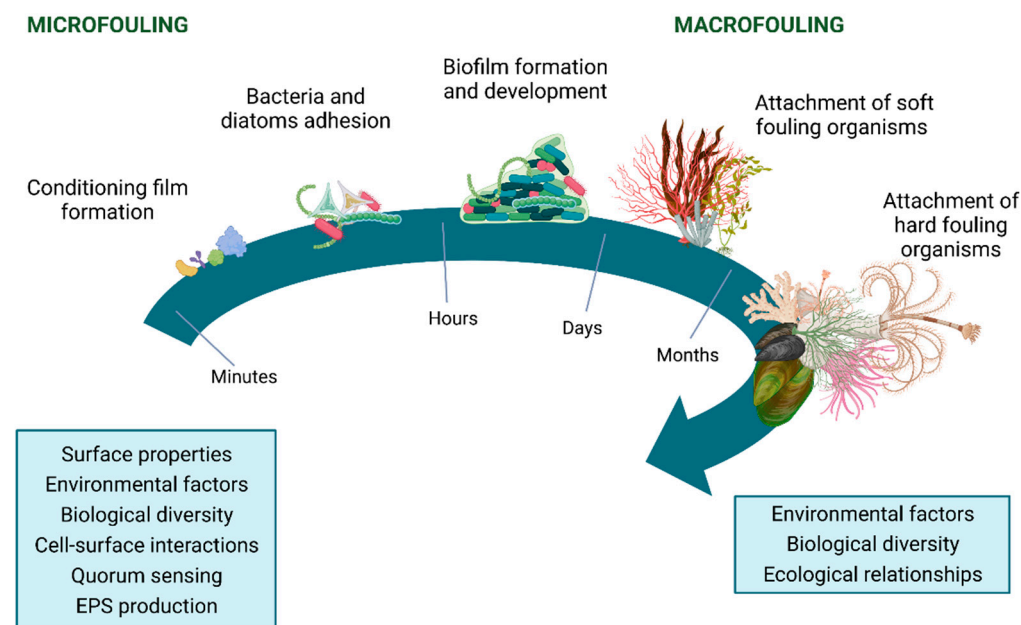 MICROFOULING
MACROFOULING
Biofilm formation
and development
Bacteria and
diatoms adhesion
Attachment of soft
fouling organisms
Conditioning film
formation
Attachment of
hard fouling
organisms
Minutes
Hours
Days
Months
Surface properties
Environmental factors
Biological diversity
Cell-surface interactions
Quorum sensing
EPS production
Environmental factors
Biological diversity
Ecological relationships